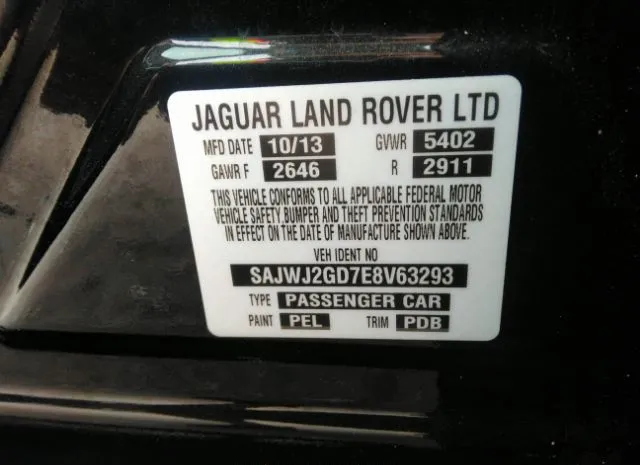 JAGUAR LAND ROVER LTD
MFD DATE 10/13 GVWR 5402
GAWR F 2646 R 2911
THIS VEHICLE CONFORMS TO ALL APPLICABLE FEDERAL MOTOR
VEHICLE SAFETY BUMPER AND THEFT PREVENTION STANDARDS
IN EFFECT ON THE DATE OF MANUFACTURE SHOWN ABOVE.
VEH IDENT NO
SAJWJ2GD7E8V63293
TYPE PASSENGER CAR
PAINT PEL TRIM PDB